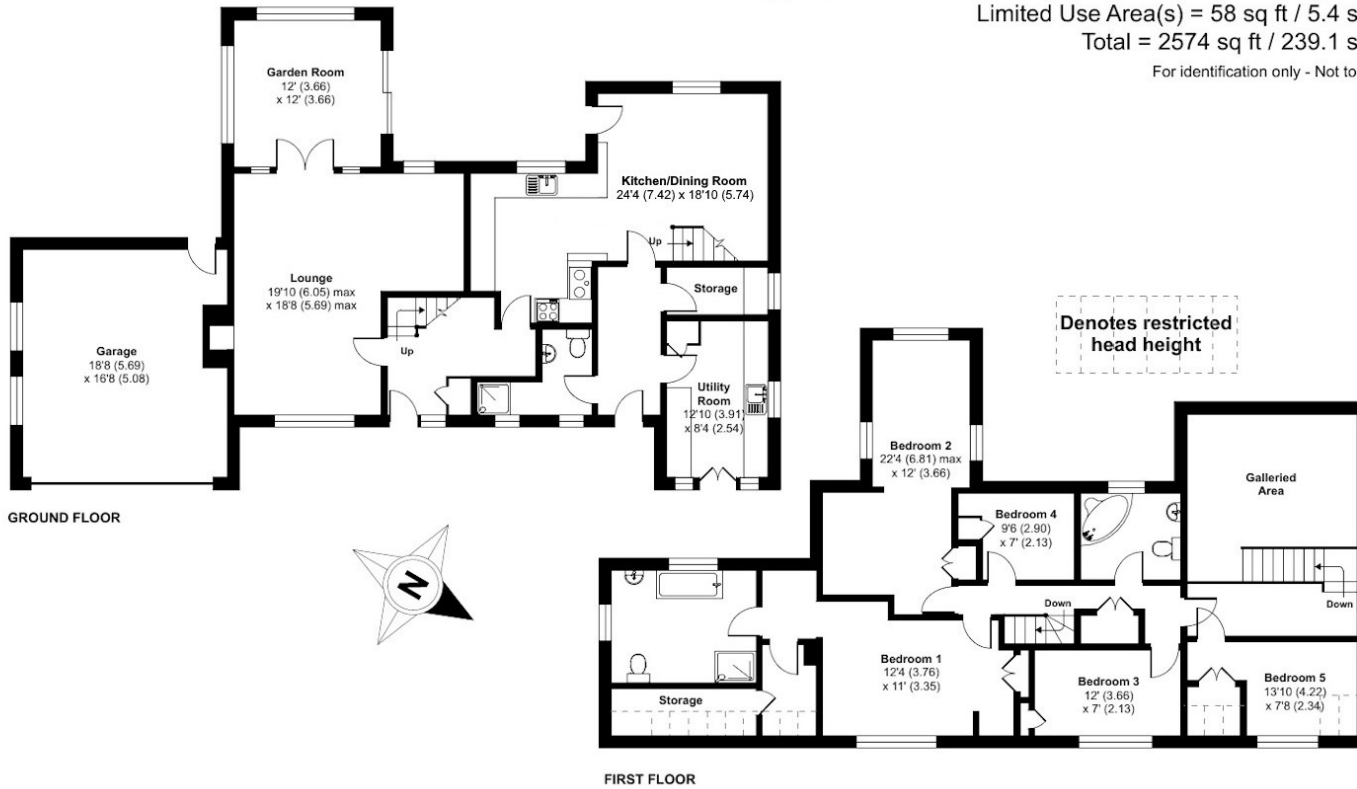 Limited Use Area(s) = 58 sq ft / 5.4 s
Total = 2574 sq ft / 239.1 s
For identification only - Not to
Garden Room
12' (3.66)
x 12' (3.66)
Kitchen/Dining Room
24'4 (7.42) x 18'10 (5.74)
Up
Lounge
19'10 (6.05) max
x 18'8 (5.69) max
Storage
Up
Garage
18'8 (5.69)
x 16'8 (5.08)
Utility
Room
12'10 (3.91)
x 8'4 (2.54)
GROUND FLOOR
Denotes restricted
head height
N
Bedroom 2
22'4 (6.81) max
x 12' (3.66)
Bedroom 4
9'6 (2.90)
x 7' (2.13)
Galleried
Area
Down
Down
Bedroom 1
12'4 (3.76)
x 11' (3.35)
Bedroom 3
12' (3.66)
x 7' (2.13)
Bedroom 5
13'10 (4.22)
x 7'8 (2.34)
Storage
FIRST FLOOR